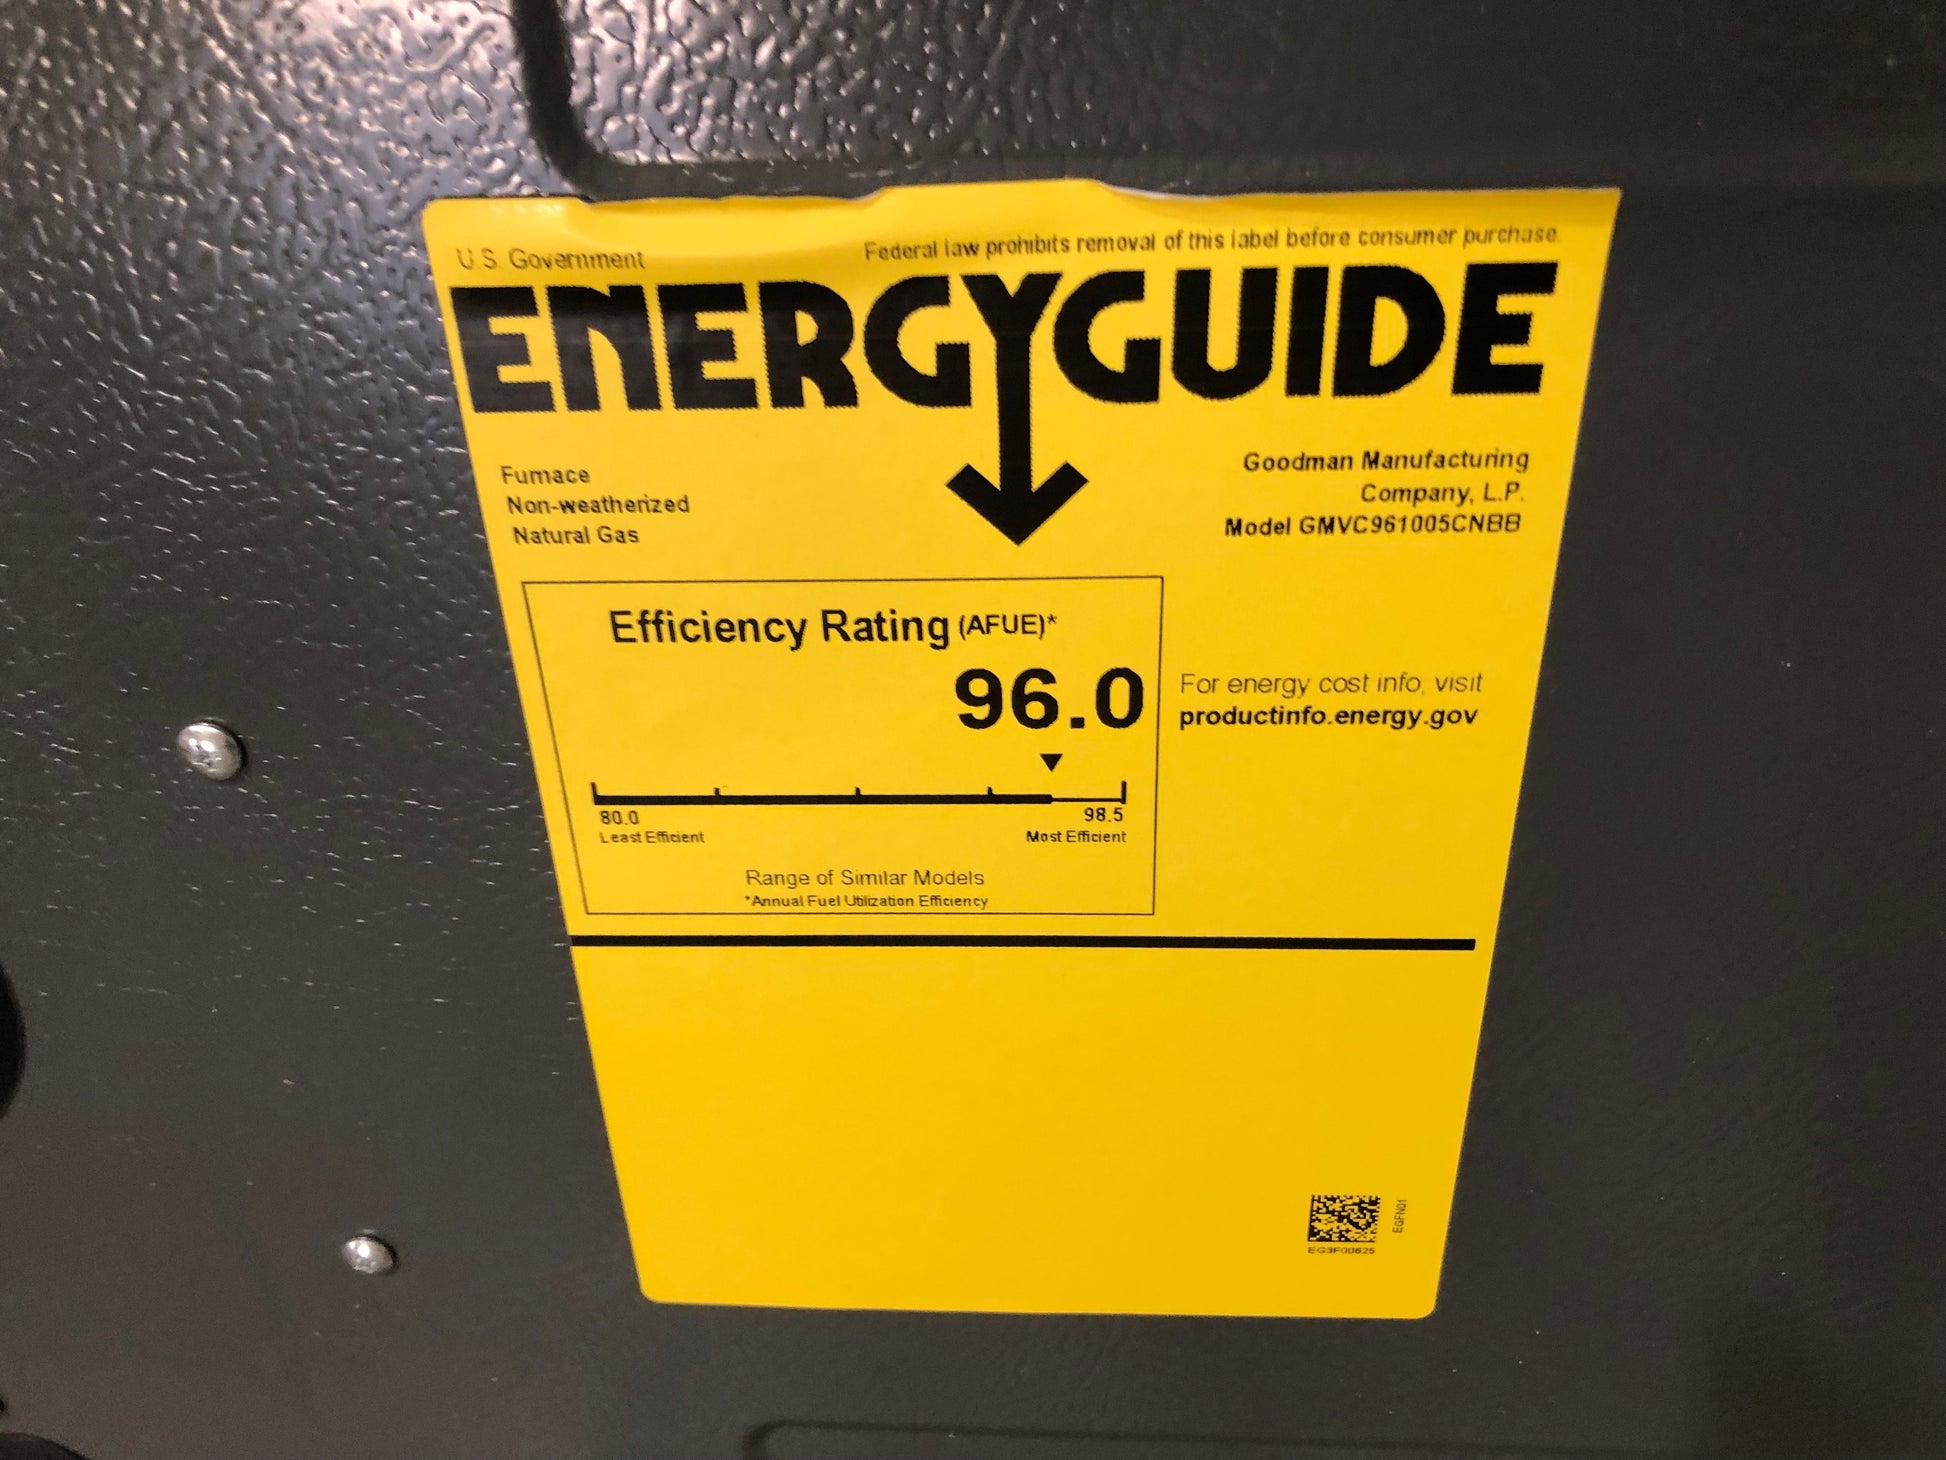 U.S. Government
Federal law prohibits removal of this label before consumer purchase.
ENERGYGUIDE
Furnace
Non-weatherized
Natural Gas
Goodman Manufacturing
Company, L.P.
Model GMVC961005CNBB
Efficiency Rating (AFUE)*
96.0
80.0
Least Efficient
98.5
Most Efficient
Range of Similar Models
*Annual Fuel Utilization Efficiency
For energy cost info, visit
productinfo.energy.gov
EGFN01
EG3F00625